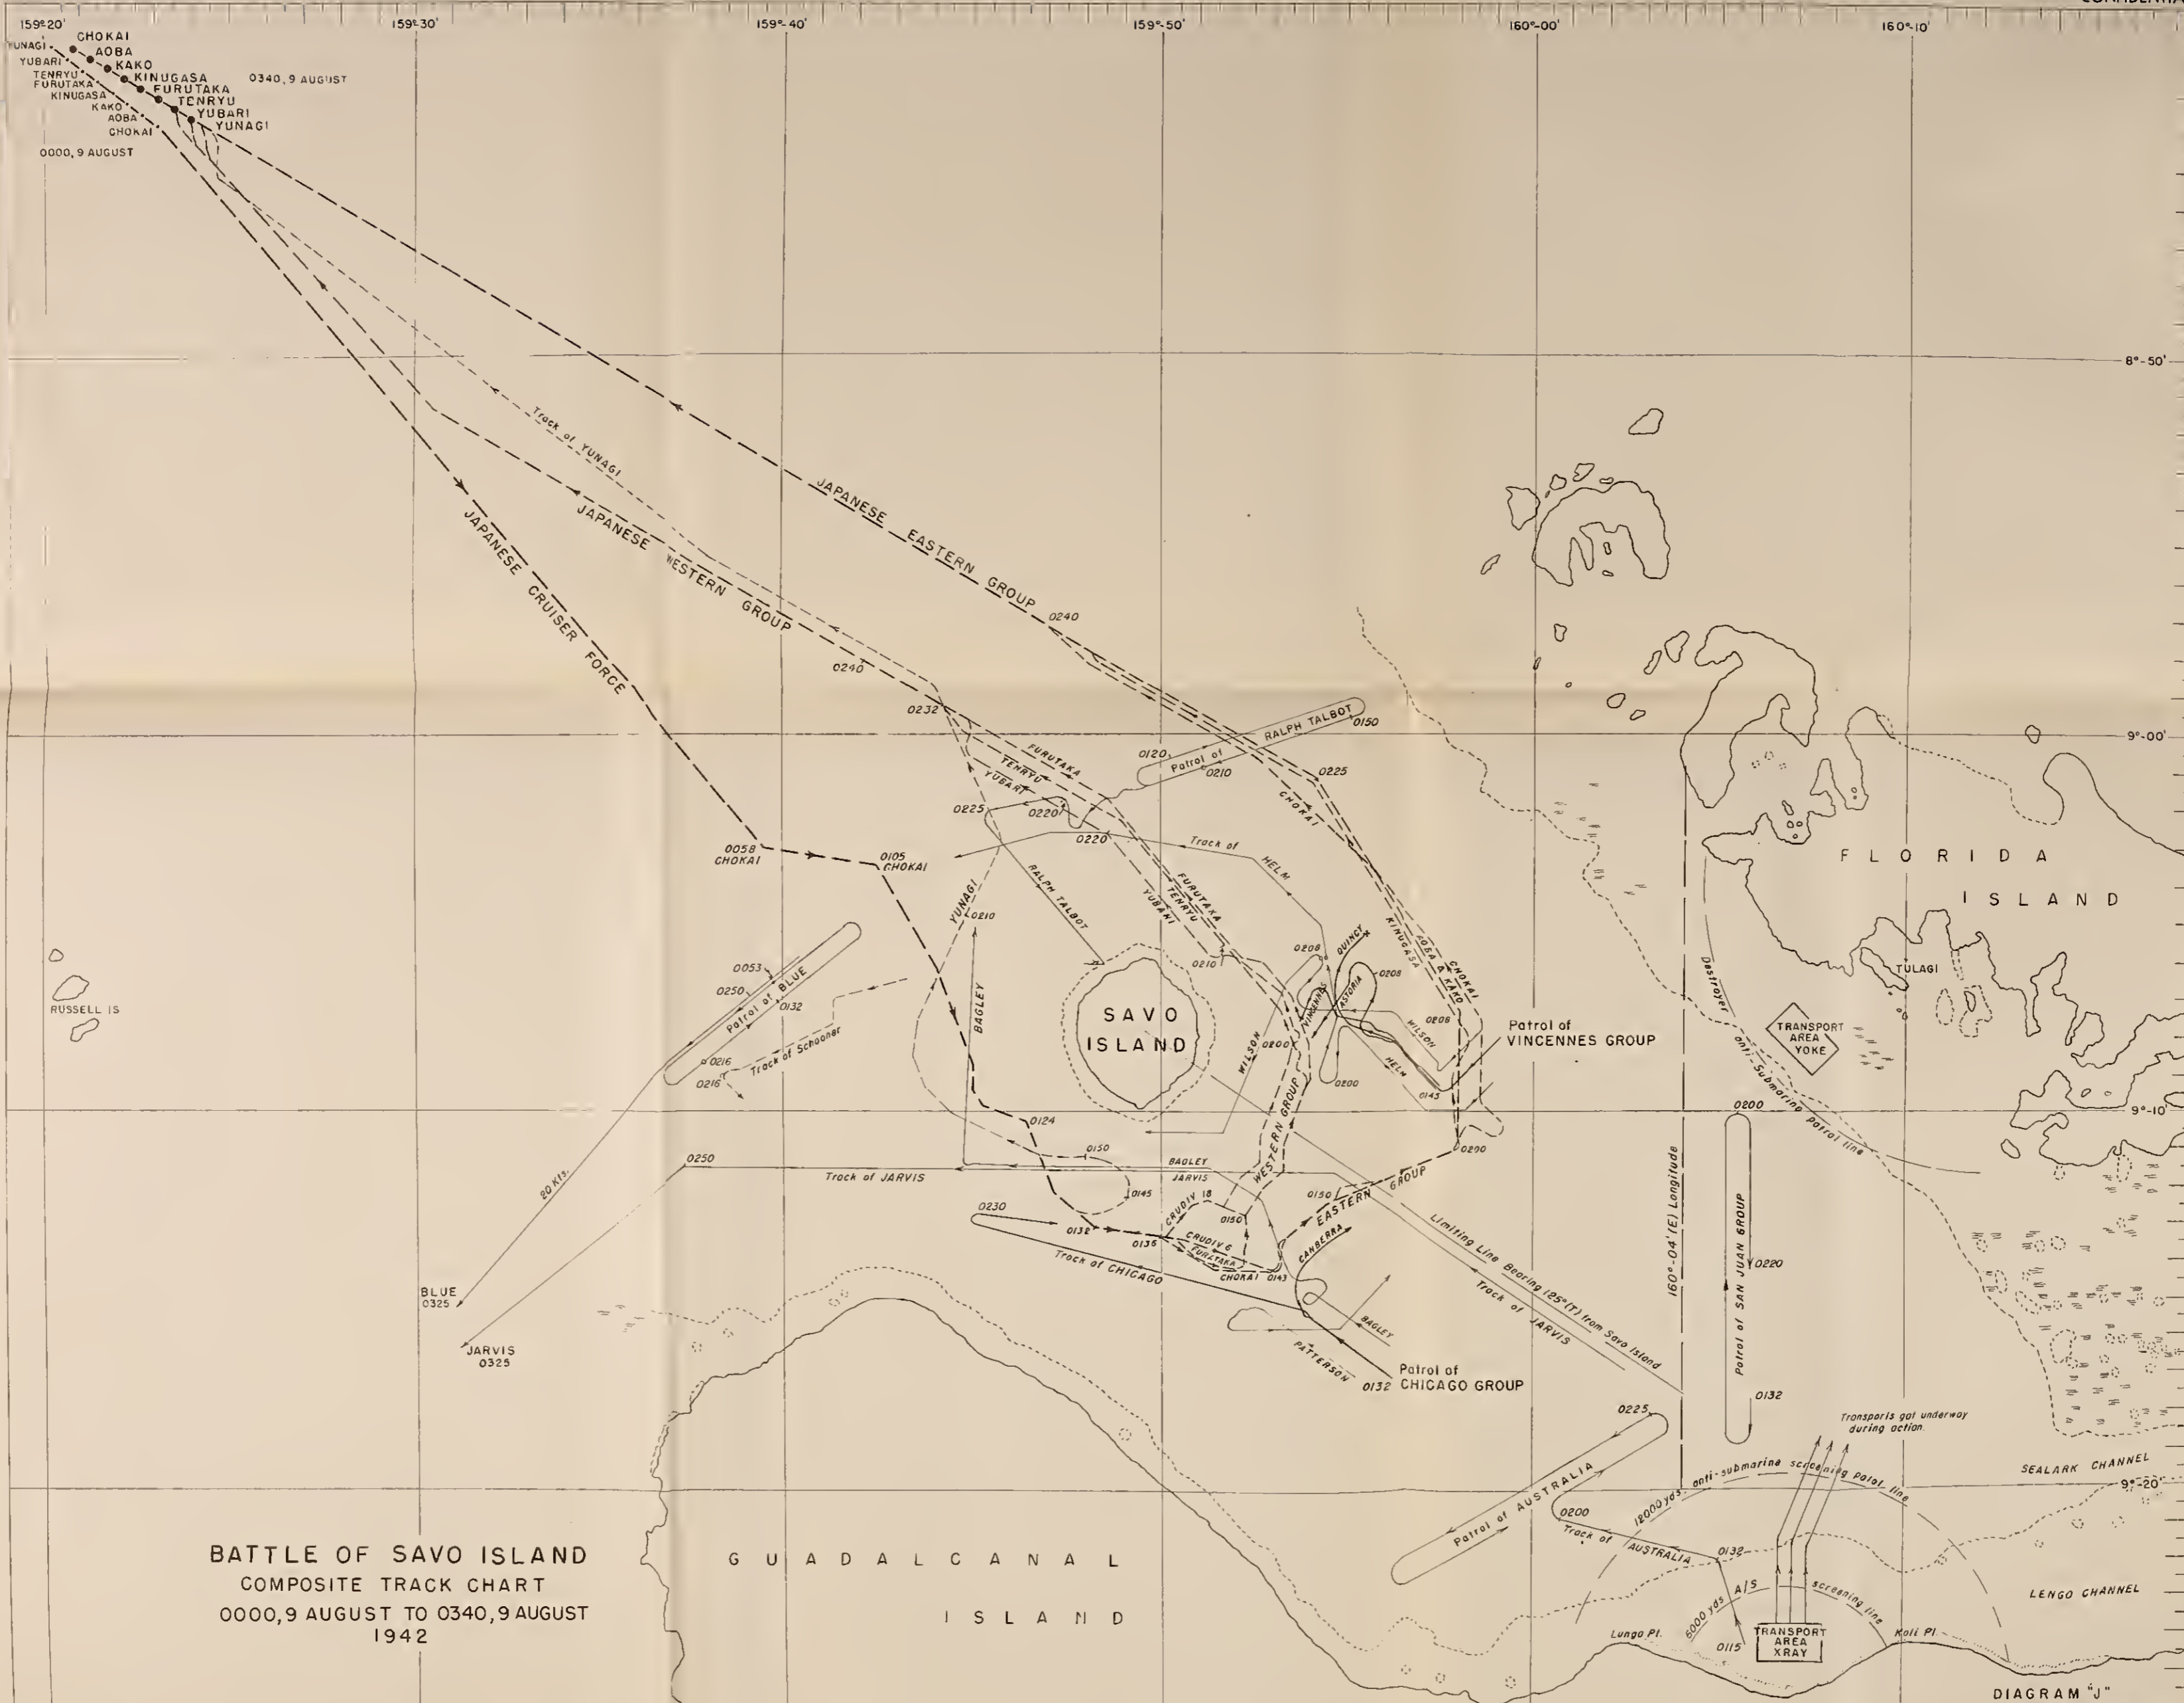 159°-20'
159°-30'
159°-40'
159°-50'
160°-00'
160°-10'
CHOKAI
AOBA
KAKO
KINUGASA
FURUTAKA
TENRYU
YUBARI
YUNAGI
0340, 9 AUGUST
YUNAGI
YUBARI
TENRYU
FURUTAKA
KINUGASA
KAKO
AOBA
CHOKAI
0000, 9 AUGUST
8°-50'
Track of YUNAGI
JAPANESE EASTERN GROUP
JAPANESE WESTERN GROUP
JAPANESE CRUISER FORCE
0240
0240
0232
Patrol of RALPH TALBOT
0150
0120
0210
9°-00'
FURUTAKA
TENRYU
YUBARI
0225
CHOKAI
0225
0220
0220
Track of
HELM
0058
CHOKAI
0105
CHOKAI
RALPH TALBOT
YUNAGI
0210
FURUTAKA
TENRYU
YUBARI
0210
KINUGASA
AOBA & KAKO
CHOKAI
FLORIDA
ISLAND
TULAGI
0208
QUINCY
0208
ASTORIA
VINCENNES
0053
0250
Patrol of BLUE
0132
0216
0216
Track of Schooner
BAGLEY
SAVO
ISLAND
WILSON
0200
0200
WILSON
0206
HELM
0145
Patrol of
VINCENNES GROUP
Destroyer anti-Submarine patrol line
TRANSPORT
AREA
YOKE
RUSSELL IS
9°-10'
0124
0150
0145
0250
Track of JARVIS
BAGLEY
JARVIS
WESTERN GROUP
0200
0150
EASTERN GROUP
CRUDIV 18
0150
0230
0132
0136
CRUDIV 6
FURUTAKA
CHOKAI
0143
CANBERRA
Track of CHICAGO
20 Kts.
BLUE
0325
JARVIS
0325
BAGLEY
PATTERSON
0132
Patrol of
CHICAGO GROUP
Limiting Line Bearing 125°(T) from Savo Island
Track of JARVIS
160°-04'(E) Longitude
0200
Patrol of SAN JUAN GROUP
0220
0132
0225
Patrol of AUSTRALIA
0200
Track of AUSTRALIA
0132
12000 yds. anti-submarine screening patrol line
Transports got underway
during action.
SEALARK CHANNEL
9°-20'
LENGO CHANNEL
6000 yds A/S screening line
0115
TRANSPORT
AREA
XRAY
Lunga Pt.
Koli Pt.
GUADALCANAL
ISLAND
BATTLE OF SAVO ISLAND
COMPOSITE TRACK CHART
0000, 9 AUGUST TO 0340, 9 AUGUST
1942
DIAGRAM "J"